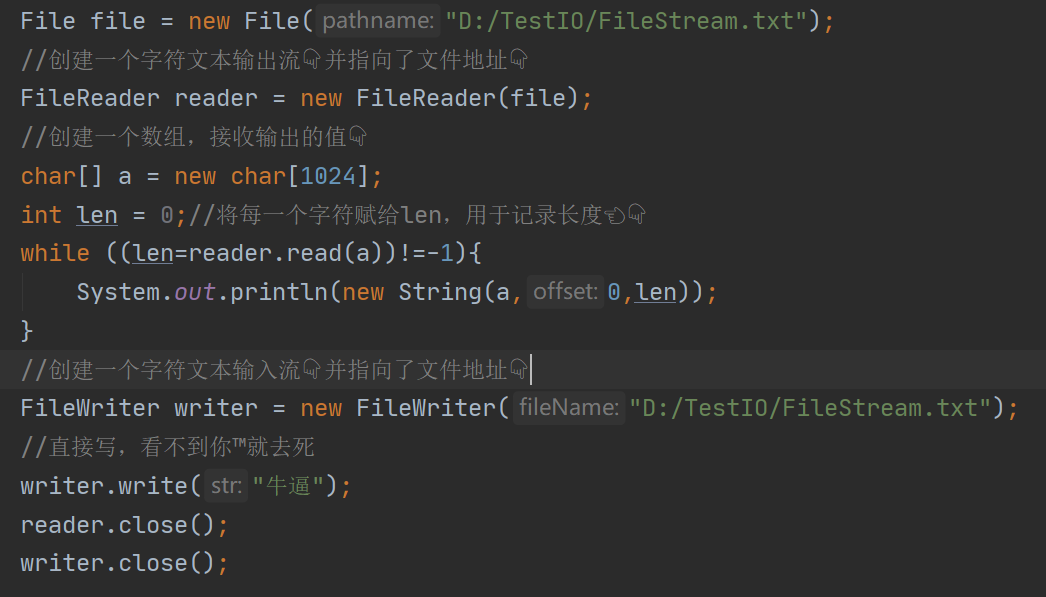 File file = new File( pathname: "D:/TestIO/FileStream.txt");
//创建一个字符文本输出流👇并指向了文件地址👇
FileReader reader = new FileReader(file);
//创建一个数组，接收输出的值👇
char[] a = new char[1024];
int len = 0;//将每一个字符赋给len，用于记录长度👈👇
while ((len=reader.read(a))!=-1){
    System.out.println(new String(a, offset: 0,len));
}
//创建一个字符文本输入流👇并指向了文件地址👇
FileWriter writer = new FileWriter( fileName: "D:/TestIO/FileStream.txt");
//直接写，看不到你™就去死
writer.write( str: "牛逼");
reader.close();
writer.close();